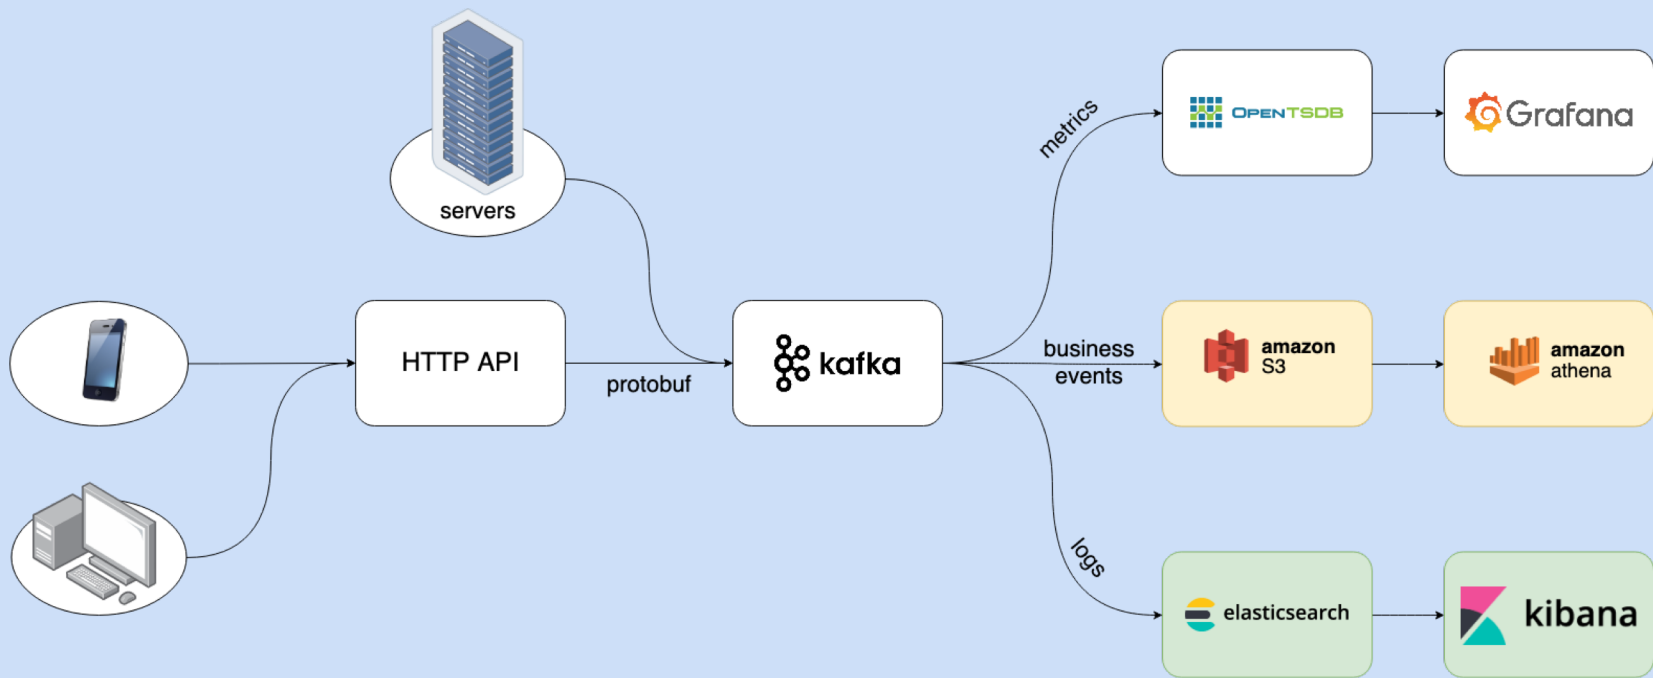 servers
HTTP API
protobuf
kafka
metrics
OPENTSDB
Grafana
business
events
amazon
S3
amazon
athena
logs
elasticsearch
kibana